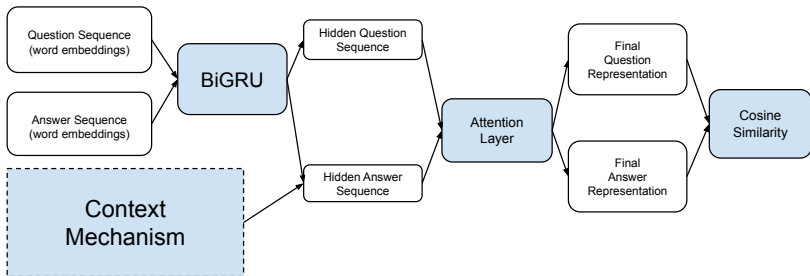 Question Sequence
(word embeddings)
Answer Sequence
(word embeddings)
BiGRU
Context
Mechanism
Hidden Question
Sequence
Hidden Answer
Sequence
Attention
Layer
Final
Question
Representation
Final
Answer
Representation
Cosine
Similarity